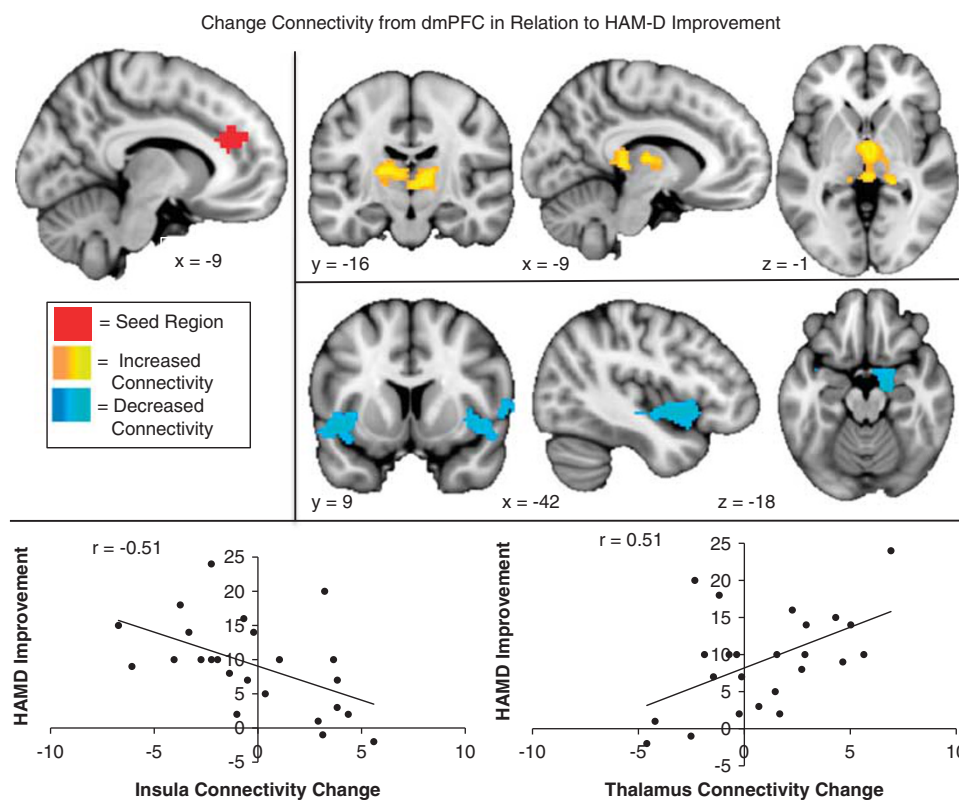 Change Connectivity from dmPFC in Relation to HAM-D Improvement
x = -9
y = -16
x = -9
z = -1
= Seed Region
= Increased
Connectivity
= Decreased
Connectivity
y = 9
x = -42
z = -18
r = -0.51
HAMD Improvement
25
20
15
10
5
0
-5
-10
-5
0
5
10
Insula Connectivity Change
r = 0.51
HAMD Improvement
25
20
15
10
5
0
-5
-10
-5
0
5
10
Thalamus Connectivity Change